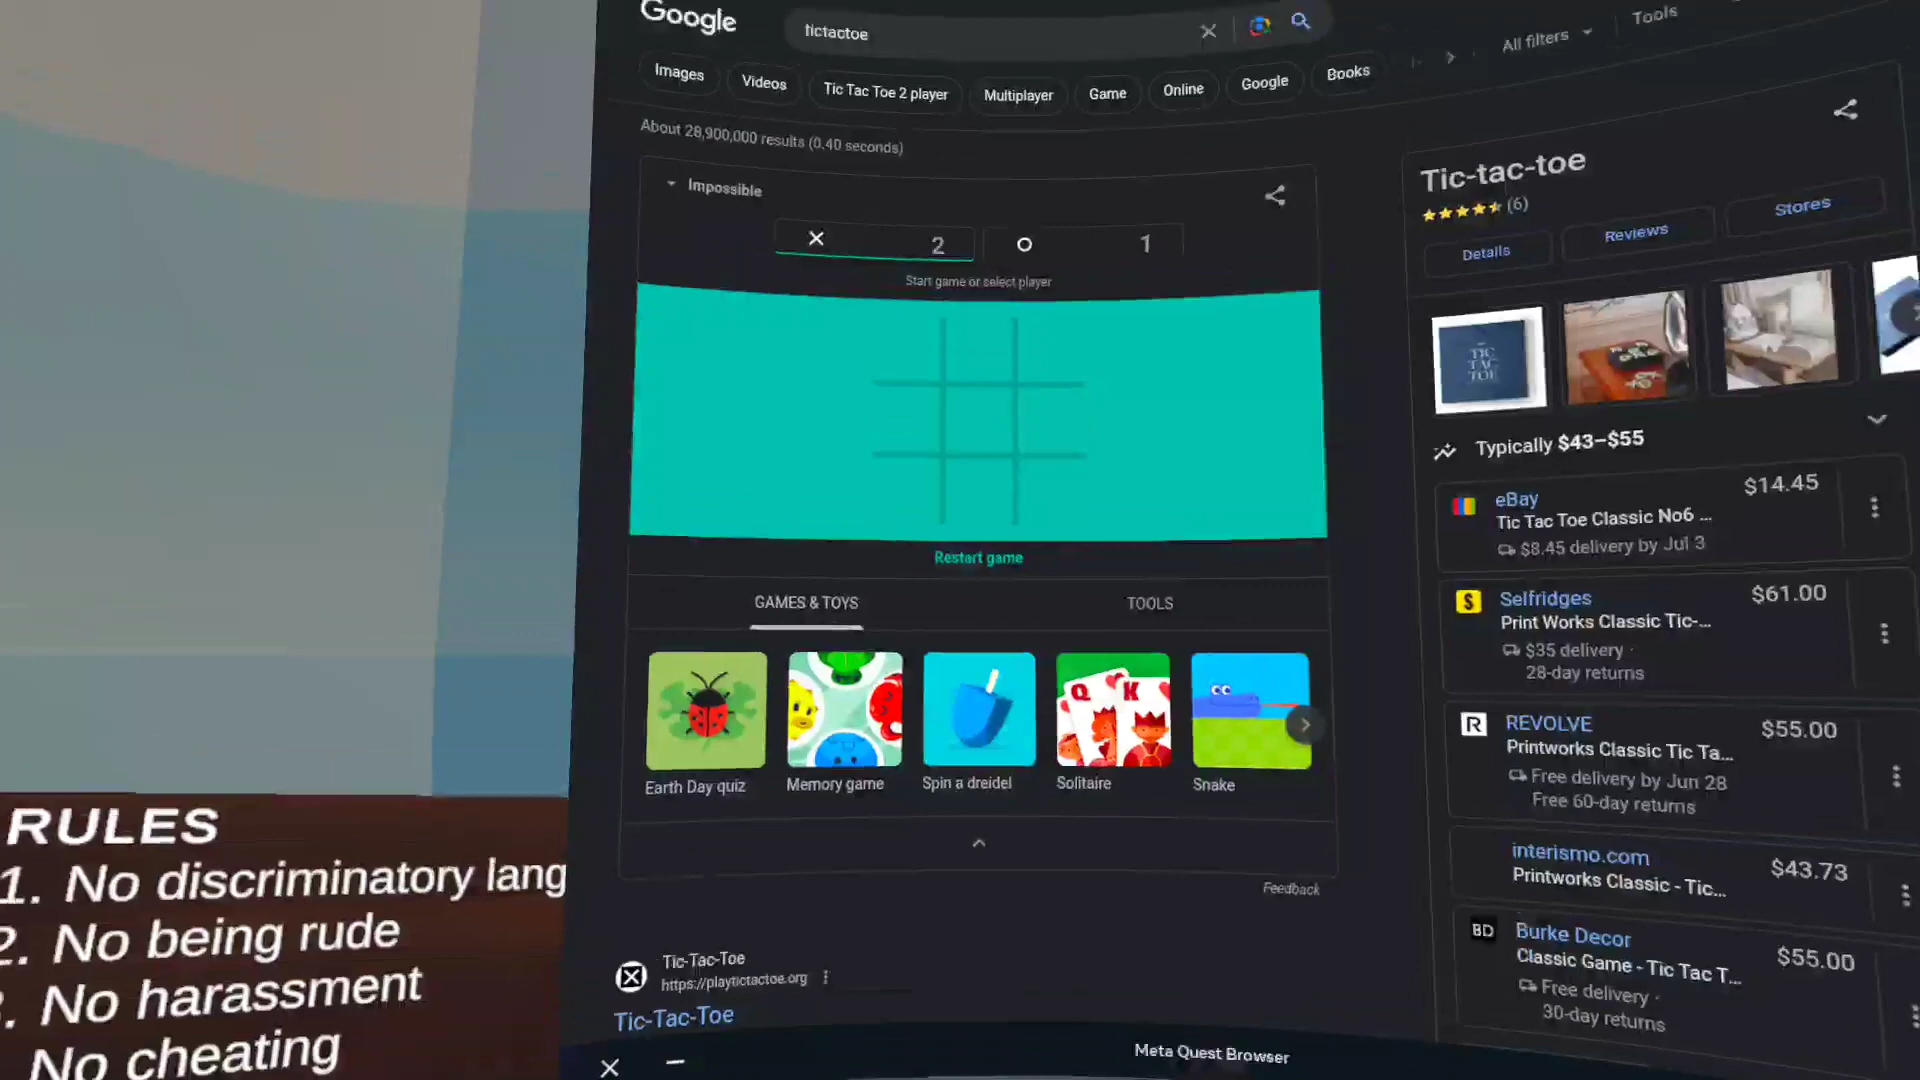 Google
tictactoe
All filters
Tools
Images
Videos
Tic Tac Toe 2 player
Multiplayer
Game
Online
Google
Books
About 28,900,000 results (0.40 seconds)
Impossible
2
1
Start game or select player
Restart game
GAMES & TOYS
TOOLS
Earth Day quiz
Memory game
Spin a dreidel
Q
K
Solitaire
Snake
Feedback
Tic-Tac-Toe
https://playtictactoe.org
Tic-Tac-Toe
Tic-tac-toe
(6)
Details
Reviews
Stores
TIC
TAC
TOE
Typically $43–$55
eBay
$14.45
Tic Tac Toe Classic No6 ...
$8.45 delivery by Jul 3
S
Selfridges
$61.00
Print Works Classic Tic-...
$35 delivery ·
28-day returns
R
REVOLVE
$55.00
Printworks Classic Tic Ta...
Free delivery by Jun 28
Free 60-day returns
interismo.com
$43.73
Printworks Classic - Tic...
BD
Burke Decor
$55.00
Classic Game - Tic Tac T...
Free delivery ·
30-day returns
RULES
1. No discriminatory lang
2. No being rude
. No harassment
No cheating
Meta Quest Browser